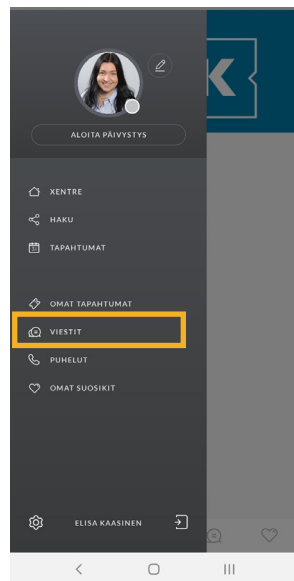 K
ALOITA PÄIVYSTYS
XENTRE
HAKU
TAPAHTUMAT
OMAT TAPAHTUMAT
VIESTIT
PUHELUT
OMAT SUOSIKIT
ELISA KAASINEN